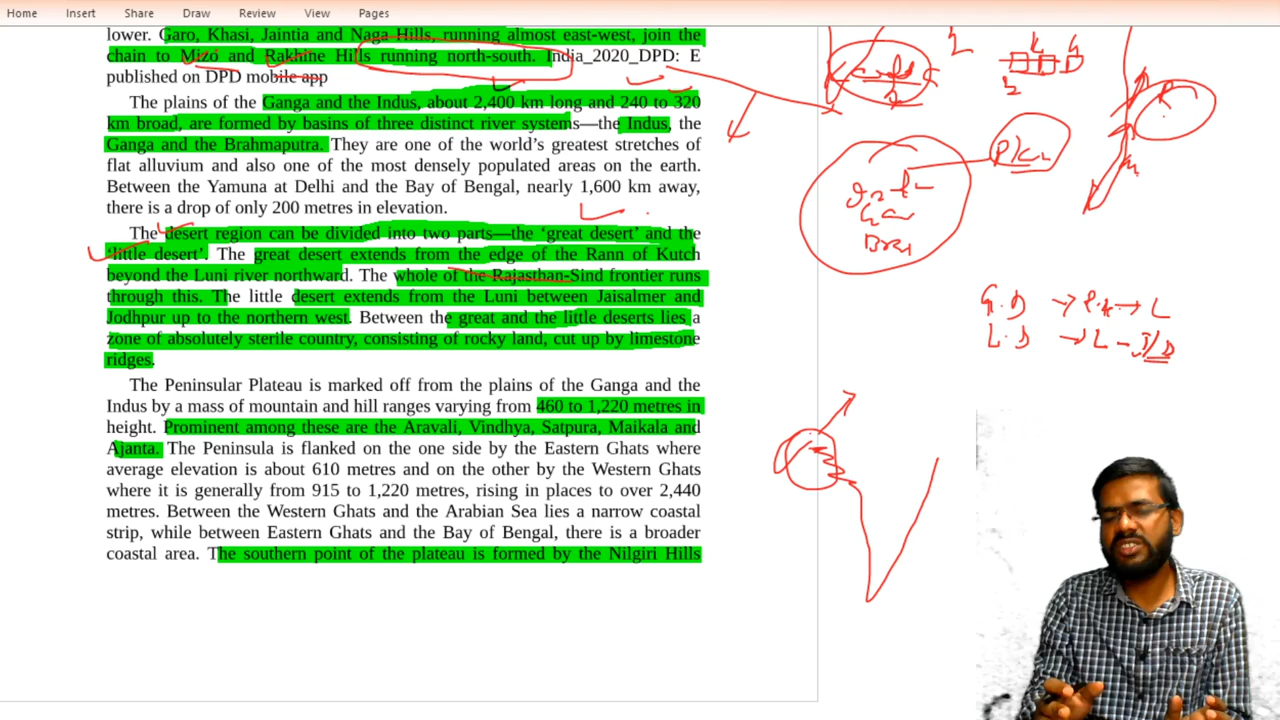 Home Insert Share Draw Review View Pages
lower. Garo, Khasi, Jaintia and Naga Hills, running almost east-west, join the
chain to Mizo and Rakhine Hills running north-south. India_2020_DPD: E
published on DPD mobile app
The plains of the Ganga and the Indus, about 2,400 km long and 240 to 320
km broad, are formed by basins of three distinct river systems—the Indus, the
Ganga and the Brahmaputra. They are one of the world's greatest stretches of
flat alluvium and also one of the most densely populated areas on the earth.
Between the Yamuna at Delhi and the Bay of Bengal, nearly 1,600 km away,
there is a drop of only 200 metres in elevation.
The desert region can be divided into two parts—the 'great desert' and the
'little desert'. The great desert extends from the edge of the Rann of Kutch
beyond the Luni river northward. The whole of the Rajasthan-Sind frontier runs
through this. The little desert extends from the Luni between Jaisalmer and
Jodhpur up to the northern west. Between the great and the little deserts lies a
zone of absolutely sterile country, consisting of rocky land, cut up by limestone
ridges.
The Peninsular Plateau is marked off from the plains of the Ganga and the
Indus by a mass of mountain and hill ranges varying from 460 to 1,220 metres in
height. Prominent among these are the Aravali, Vindhya, Satpura, Maikala and
Ajanta. The Peninsula is flanked on the one side by the Eastern Ghats where
average elevation is about 610 metres and on the other by the Western Ghats
where it is generally from 915 to 1,220 metres, rising in places to over 2,440
metres. Between the Western Ghats and the Arabian Sea lies a narrow coastal
strip, while between Eastern Ghats and the Bay of Bengal, there is a broader
coastal area. The southern point of the plateau is formed by the Nilgiri Hills
G.D
L.D